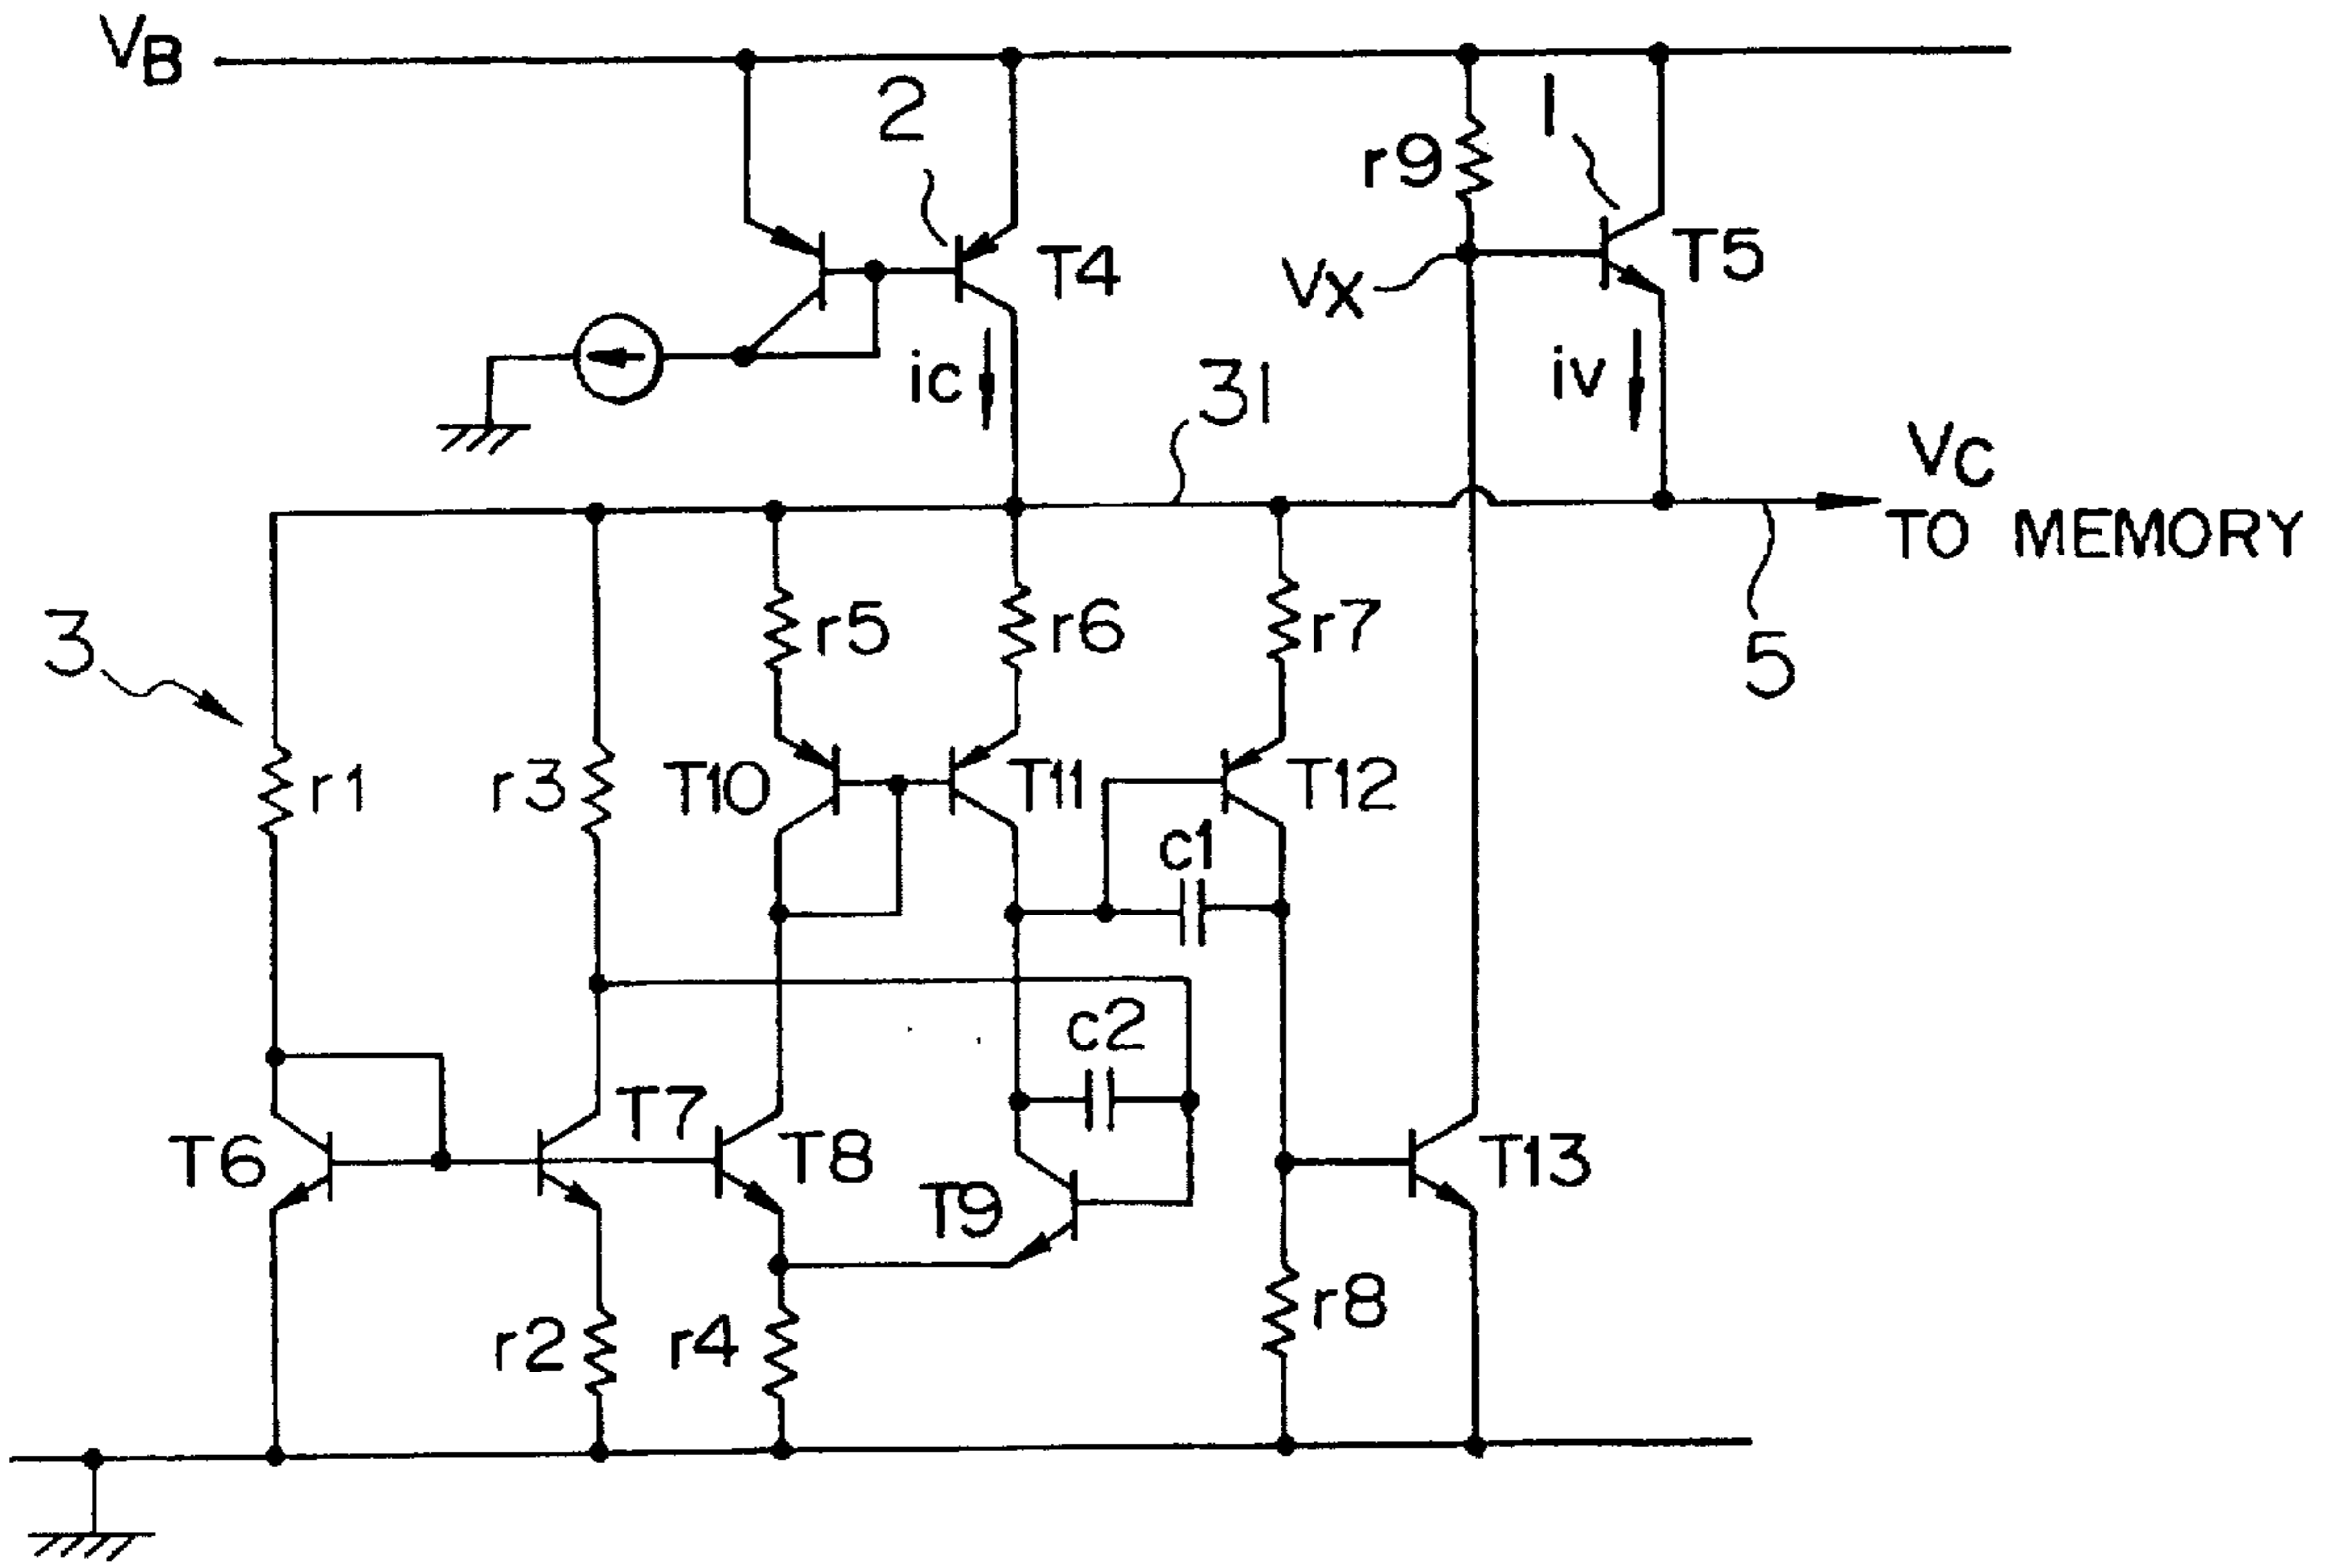 VB
2
1
r9
T4
T5
VX
ic
iv
31
VC
TO MEMORY
3
r5
r6
r7
5
r1
r3
T10
T11
T12
c1
c2
T6
T7
T8
T9
T13
r2
r4
r8